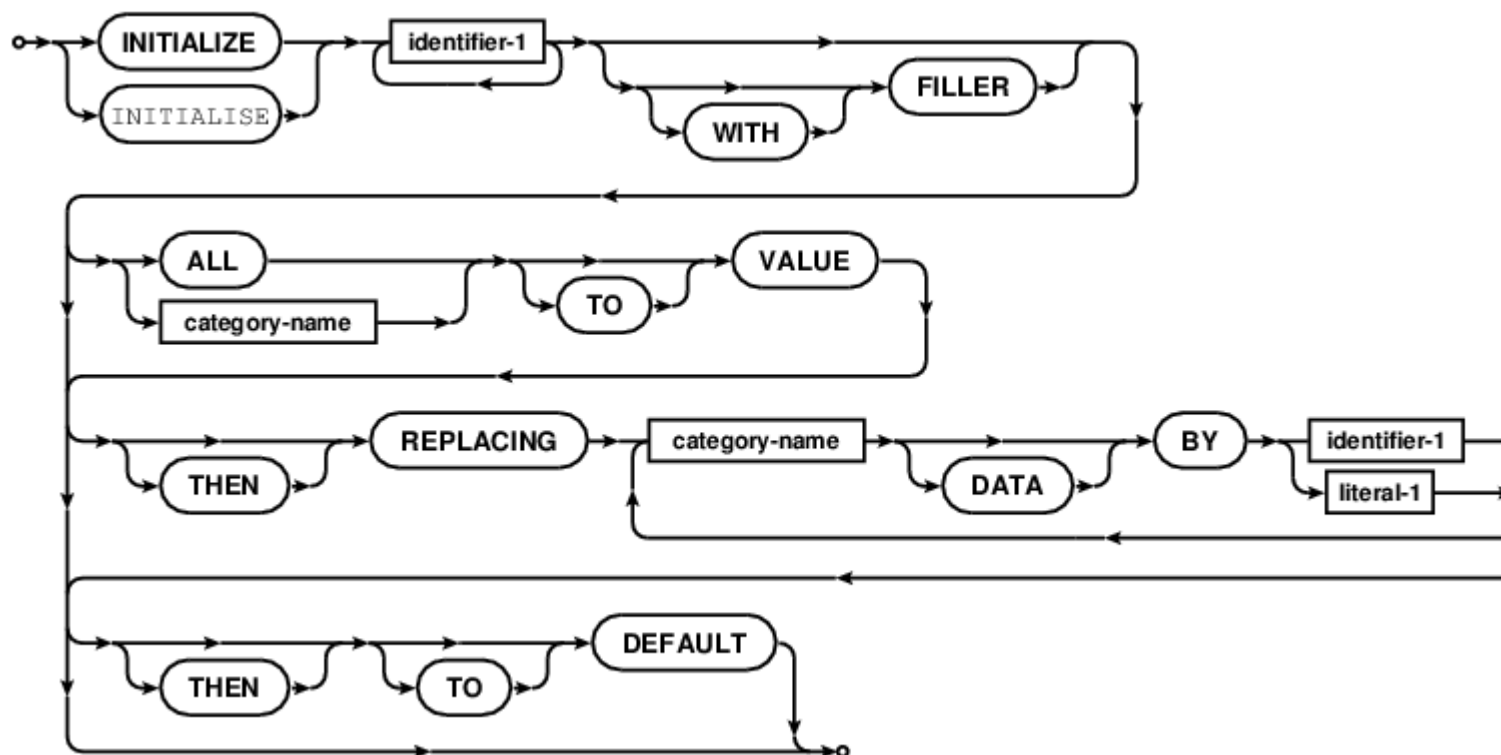 INITIALIZE identifier-1
INITIALISE FILLER
WITH
ALL VALUE
TO
category-name
REPLACING category-name BY identifier-1
THEN DATA literal-1
DEFAULT
THEN TO